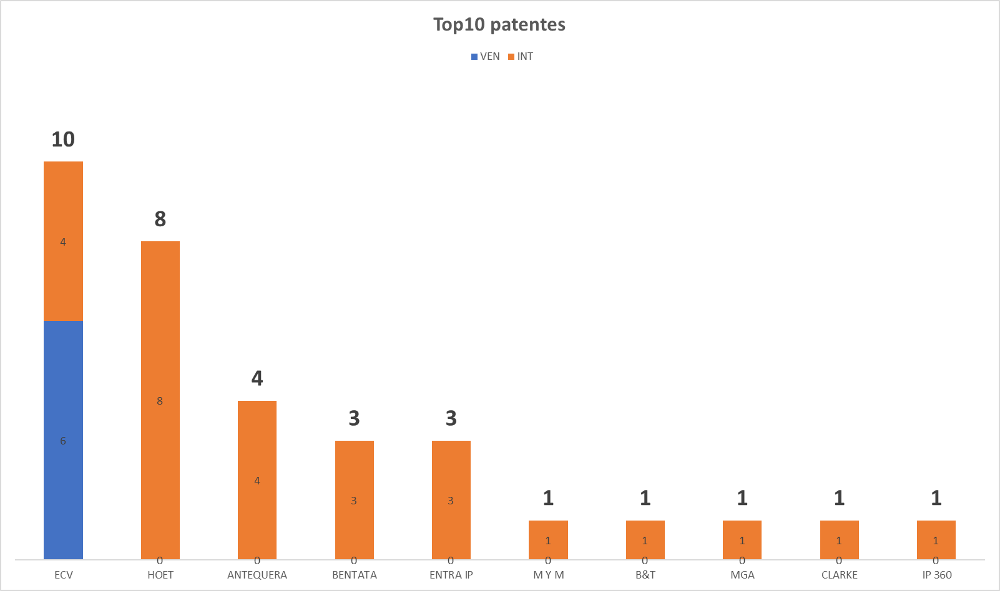 Top10 patentes
VEN INT
10
8
4
3 3
1 1 1 1 1
4
8
6
4
3 3
1 1 1 1 1
0 0 0 0 0 0 0 0 0
ECV HOET ANTEQUERA BENTATA ENTRA IP M Y M B&T MGA CLARKE IP 360